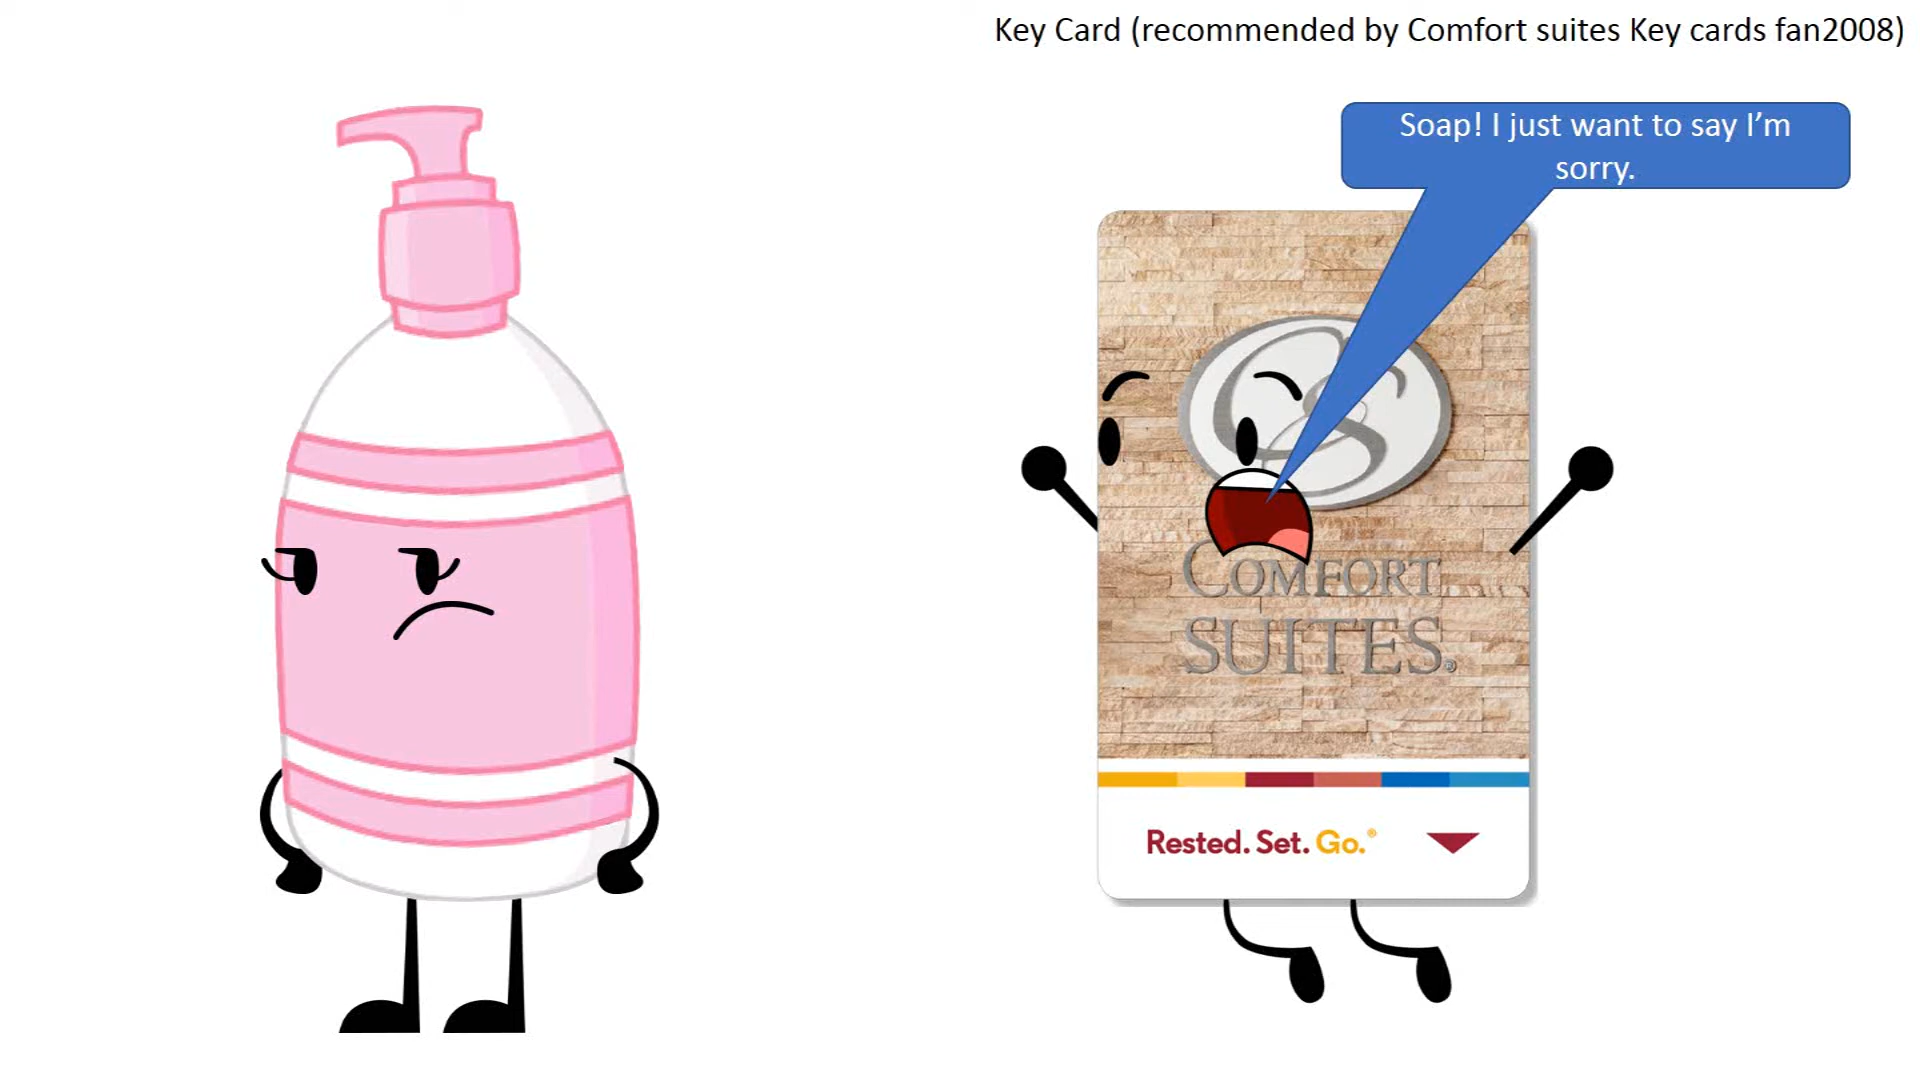 Key Card (recommended by Comfort suites Key cards fan2008)
Soap! I just want to say I’m
sorry.
COMFORT
SUITES®
Rested. Set. Go.®